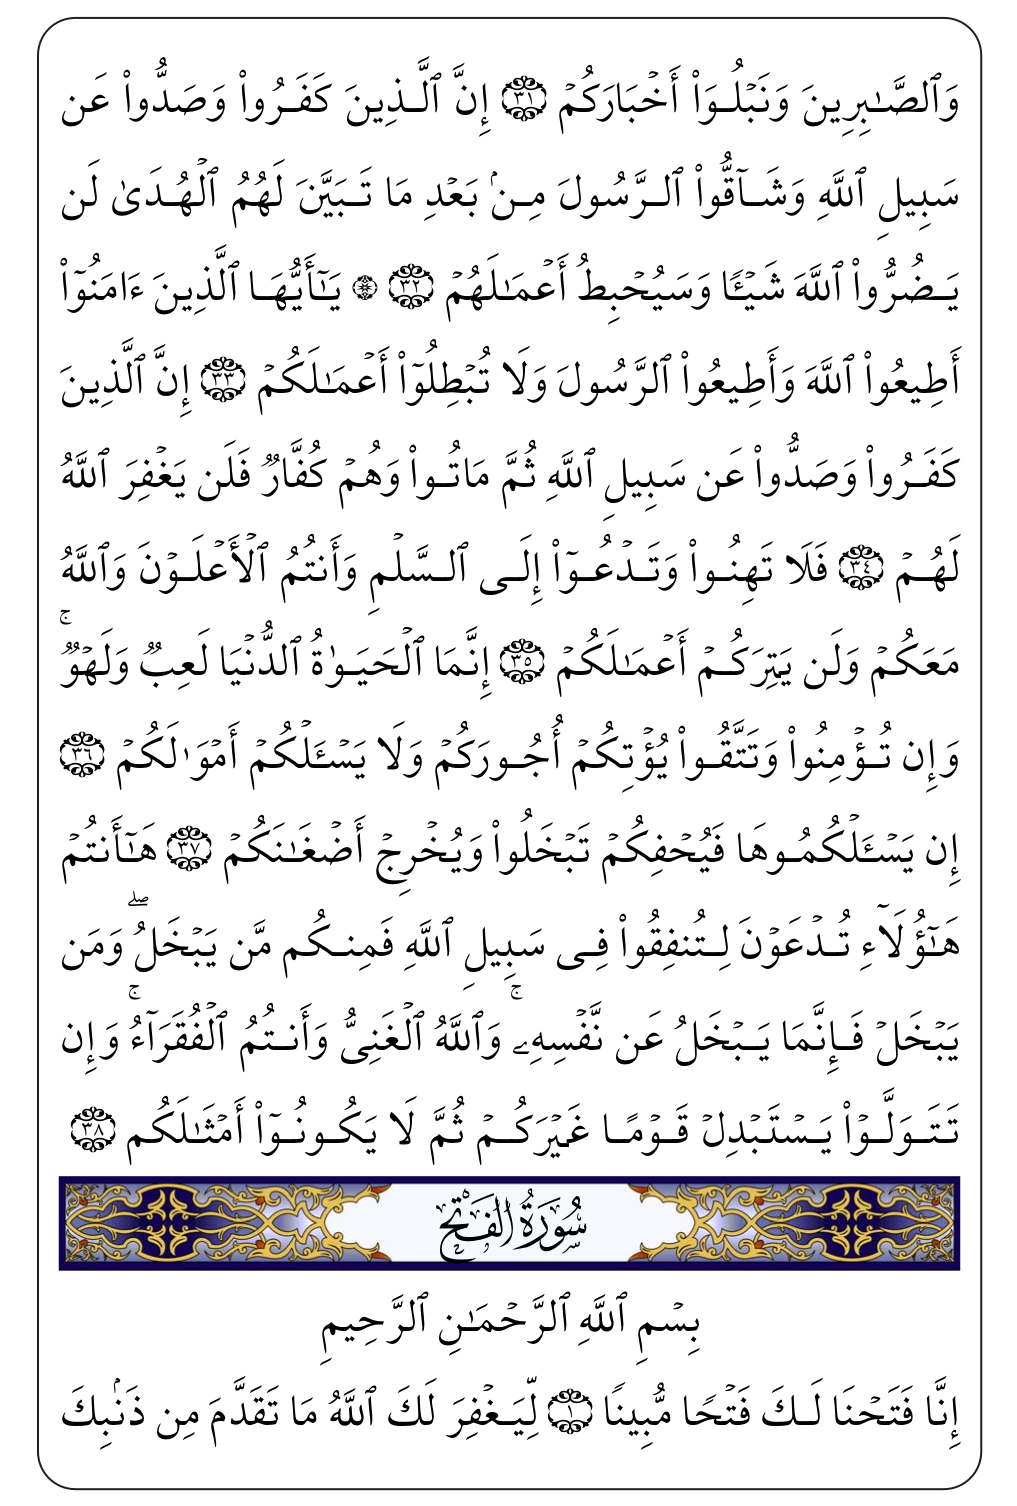 وَٱلصَّٰبِرِينَ وَنَبۡلُوَاْ أَخۡبَارَكُمۡ ٣١ إِنَّ ٱلَّذِينَ كَفَرُواْ وَصَدُّواْ عَن
سَبِيلِ ٱللَّهِ وَشَآقُّواْ ٱلرَّسُولَ مِنۢ بَعۡدِ مَا تَبَيَّنَ لَهُمُ ٱلۡهُدَىٰ لَن
يَضُرُّواْ ٱللَّهَ شَيۡـٔٗا وَسَيُحۡبِطُ أَعۡمَٰلَهُمۡ ٣٢ ۞ يَٰٓأَيُّهَا ٱلَّذِينَ ءَامَنُوٓاْ
أَطِيعُواْ ٱللَّهَ وَأَطِيعُواْ ٱلرَّسُولَ وَلَا تُبۡطِلُوٓاْ أَعۡمَٰلَكُمۡ ٣٣ إِنَّ ٱلَّذِينَ
كَفَرُواْ وَصَدُّواْ عَن سَبِيلِ ٱللَّهِ ثُمَّ مَاتُواْ وَهُمۡ كُفَّارٞ فَلَن يَغۡفِرَ ٱللَّهُ
لَهُمۡ ٣٤ فَلَا تَهِنُواْ وَتَدۡعُوٓاْ إِلَى ٱلسَّلۡمِ وَأَنتُمُ ٱلۡأَعۡلَوۡنَ وَٱللَّهُ
مَعَكُمۡ وَلَن يَتِرَكُمۡ أَعۡمَٰلَكُمۡ ٣٥ إِنَّمَا ٱلۡحَيَوٰةُ ٱلدُّنۡيَا لَعِبٞ وَلَهۡوٞۚ
وَإِن تُؤۡمِنُواْ وَتَتَّقُواْ يُؤۡتِكُمۡ أُجُورَكُمۡ وَلَا يَسۡـَٔلۡكُمۡ أَمۡوَٰلَكُمۡ ٣٦
إِن يَسۡـَٔلۡكُمُوهَا فَيُحۡفِكُمۡ تَبۡخَلُواْ وَيُخۡرِجۡ أَضۡغَٰنَكُمۡ ٣٧ هَٰٓأَنتُمۡ
هَٰٓؤُلَآءِ تُدۡعَوۡنَ لِتُنفِقُواْ فِي سَبِيلِ ٱللَّهِ فَمِنكُم مَّن يَبۡخَلُۖ وَمَن
يَبۡخَلۡ فَإِنَّمَا يَبۡخَلُ عَن نَّفۡسِهِۦۚ وَٱللَّهُ ٱلۡغَنِيُّ وَأَنتُمُ ٱلۡفُقَرَآءُۚ وَإِن
تَتَوَلَّوۡاْ يَسۡتَبۡدِلۡ قَوۡمًا غَيۡرَكُمۡ ثُمَّ لَا يَكُونُوٓاْ أَمۡثَٰلَكُم ٣٨
سُورَةُ الفَتۡحِ
بِسۡمِ ٱللَّهِ ٱلرَّحۡمَٰنِ ٱلرَّحِيمِ
إِنَّا فَتَحۡنَا لَكَ فَتۡحٗا مُّبِينٗا ١ لِّيَغۡفِرَ لَكَ ٱللَّهُ مَا تَقَدَّمَ مِن ذَنۢبِكَ